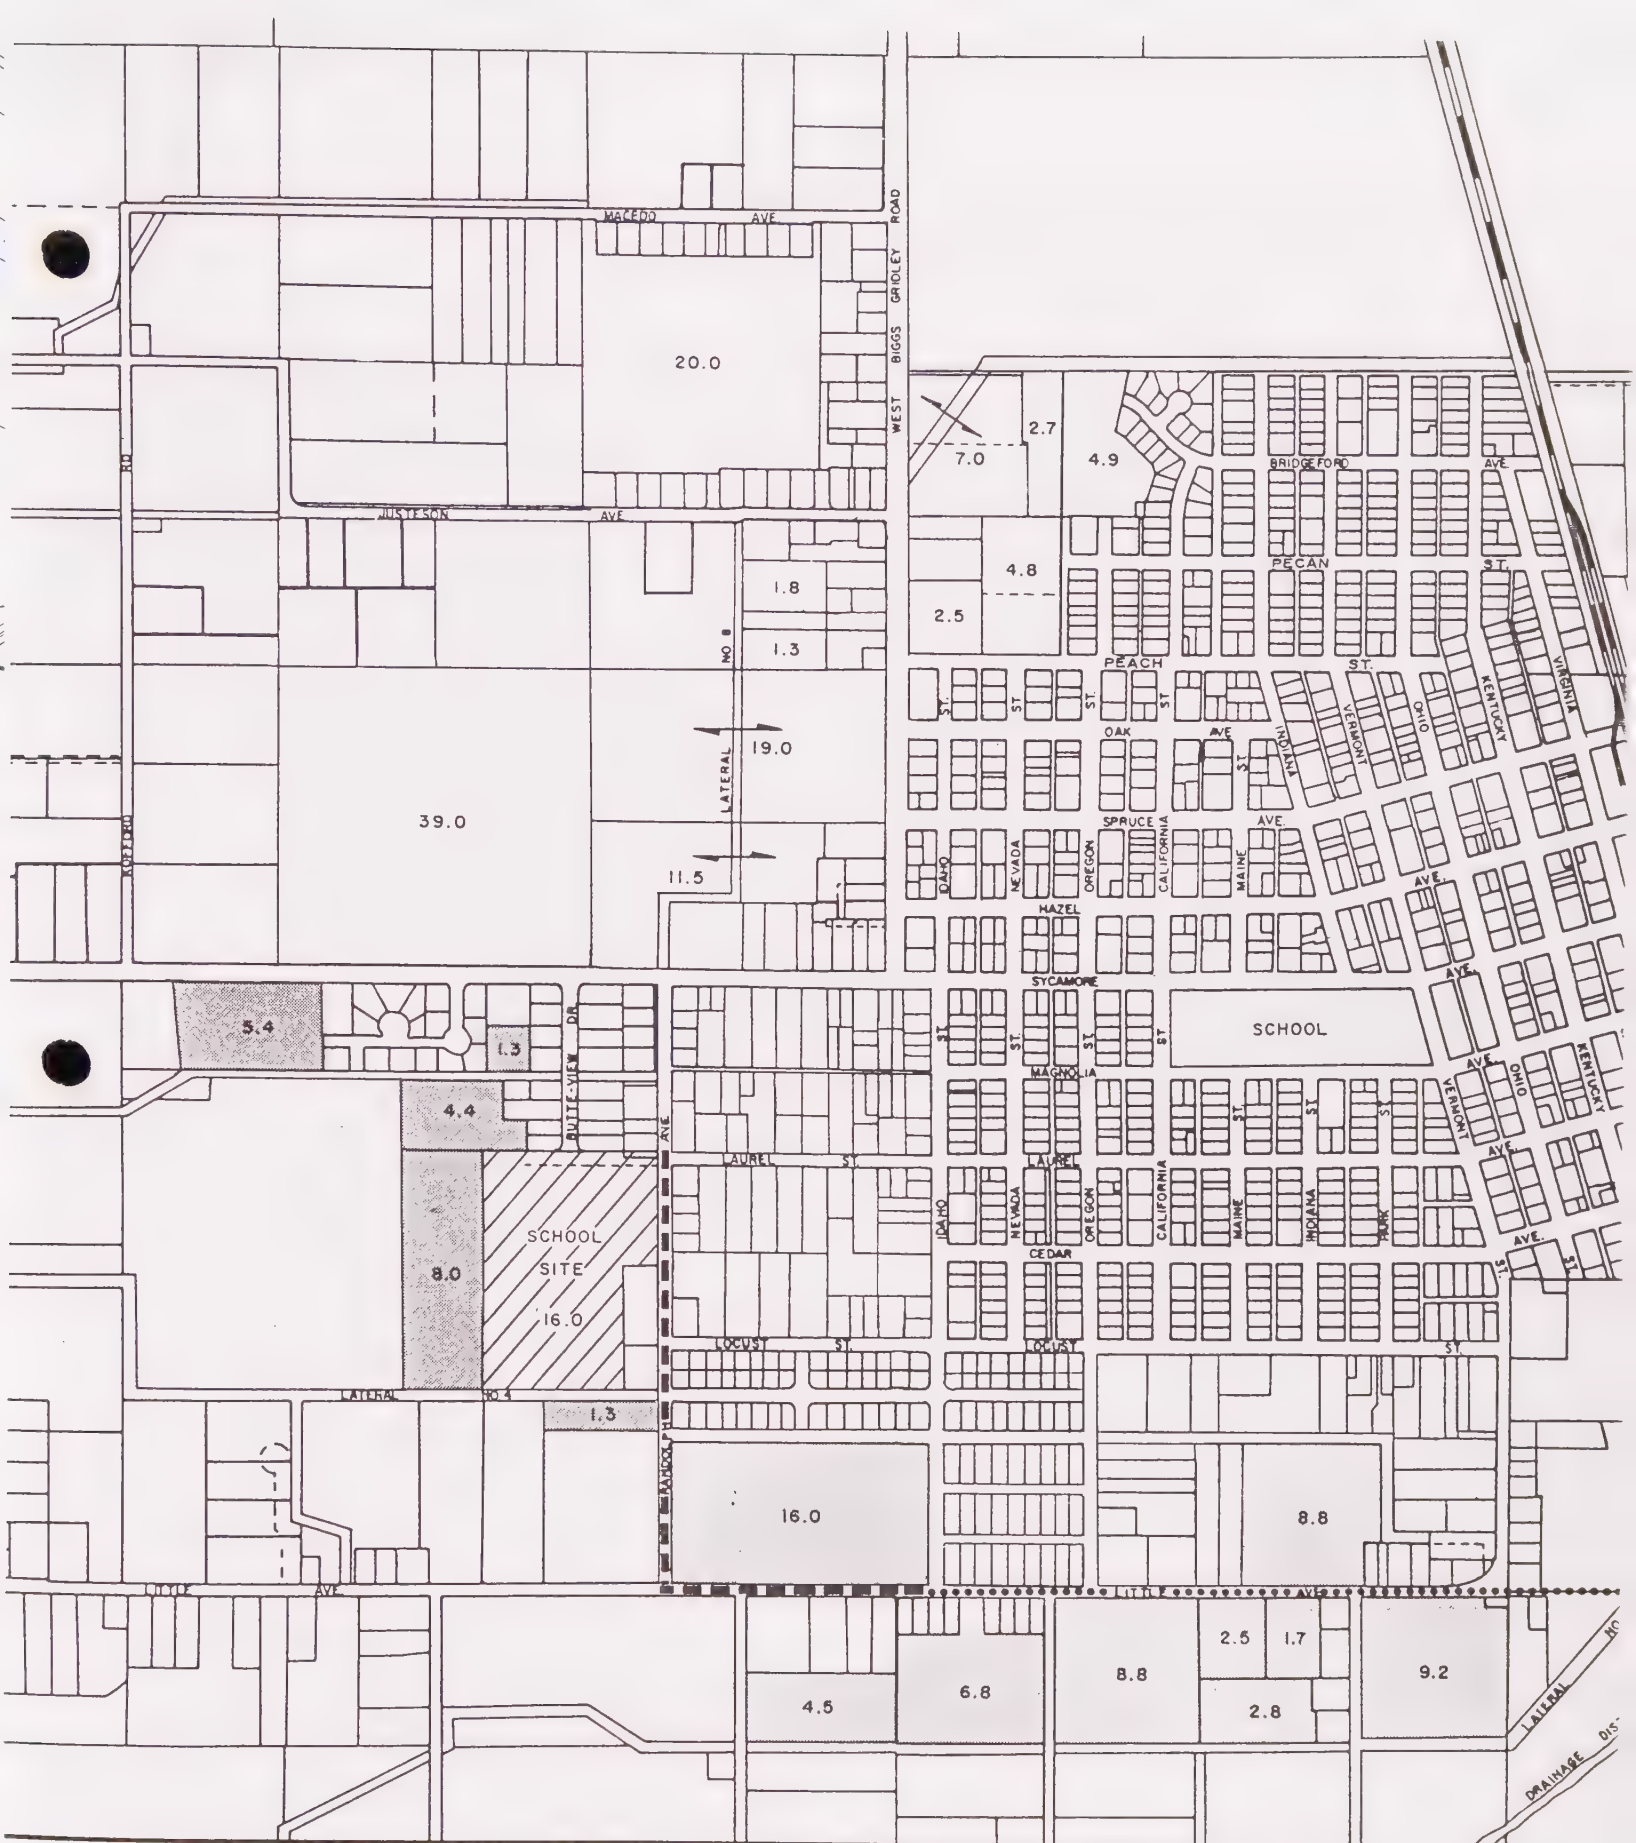 MACEDO AVE.
WEST BIGGS GRIDLEY ROAD
20.0
2.7
7.0
4.9
BRIDGEFORD AVE.
RD
JUSTESON AVE
PECAN ST.
4.8
1.8
2.5
1.3
LATERAL NO 8
PEACH ST.
ST.
ST
ST.
ST
OAK AVE
ST
INDIANA
VERMONT
OHIO
KENTUCKY
VIRGINIA
19.0
39.0
SPRUCE AVE.
KOFFORD
IDAHO
NEVADA
OREGON
CALIFORNIA
MAINE
11.5
AVE.
HAZEL
AVE.
SYCAMORE
5.4
1.3
BUTTE-VIEW DR.
SCHOOL
ST.
ST.
ST
ST
AVE.
MAGNOLIA
OHIO
KENTUCKY
4.4
ST.
ST
ST
VERMONT
AVE.
LAUREL ST.
LAUREL
AVE.
SCHOOL
SITE
16.0
8.0
IDAHO
NEVADA
OREGON
CALIFORNIA
MAINE
INDIANA
PARK
CEDAR
AVE.
ST.
ST.
LOCUST ST.
LOCUST
ST.
LATERAL NO. 4
1.3
RANDOLPH
16.0
8.8
LITTLE AVE.
LITTLE AVE.
2.5
1.7
8.8
9.2
4.5
6.8
2.8
LATERAL NO
DRAINAGE DIST